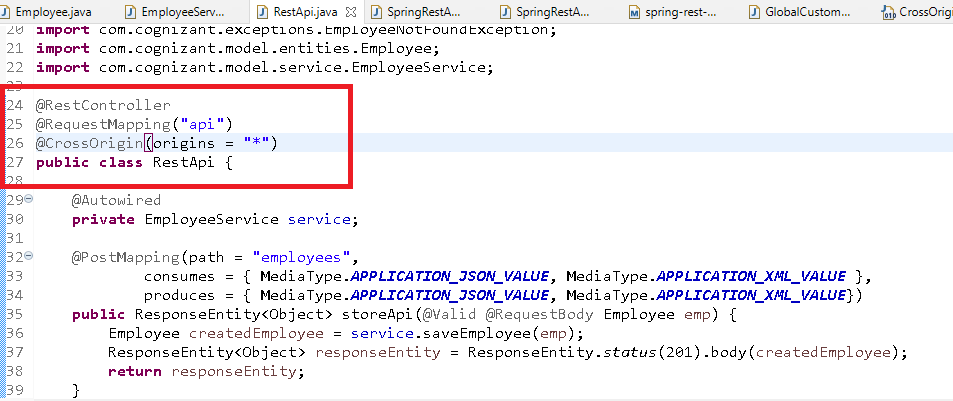 Employee.java EmployeeServ... RestApi.java SpringRestA... SpringRestA... spring-rest-... GlobalCustom... CrossOrigi
20 import com.cognizant.exceptions.EmployeeNotFoundException;
21 import com.cognizant.model.entities.Employee;
22 import com.cognizant.model.service.EmployeeService;
23
24 @RestController
25 @RequestMapping("api")
26 @CrossOrigin(origins = "*")
27 public class RestApi {
28
29 @Autowired
30 private EmployeeService service;
31
32 @PostMapping(path = "employees",
33 consumes = { MediaType.APPLICATION_JSON_VALUE, MediaType.APPLICATION_XML_VALUE },
34 produces = { MediaType.APPLICATION_JSON_VALUE, MediaType.APPLICATION_XML_VALUE})
35 public ResponseEntity<Object> storeApi(@Valid @RequestBody Employee emp) {
36 Employee createdEmployee = service.saveEmployee(emp);
37 ResponseEntity<Object> responseEntity = ResponseEntity.status(201).body(createdEmployee);
38 return responseEntity;
39 }